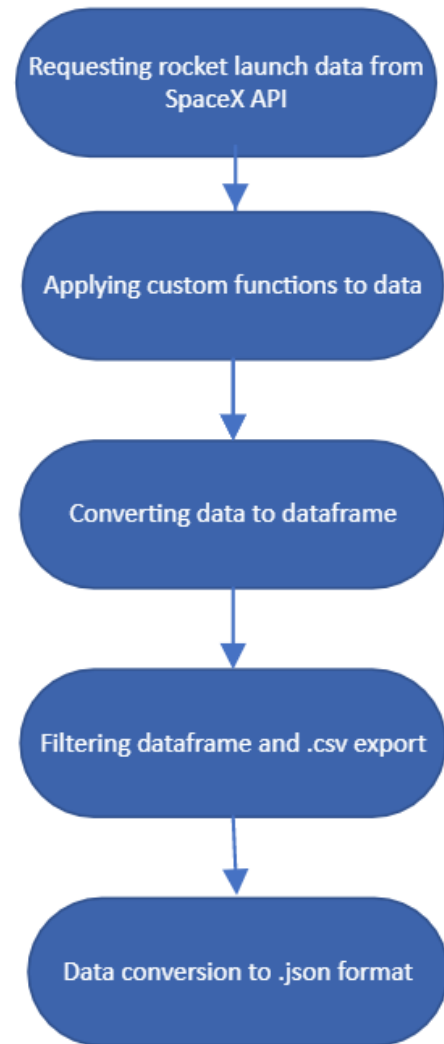 Requesting rocket launch data from
SpaceX API
Applying custom functions to data
Converting data to dataframe
Filtering dataframe and .csv export
Data conversion to .json format